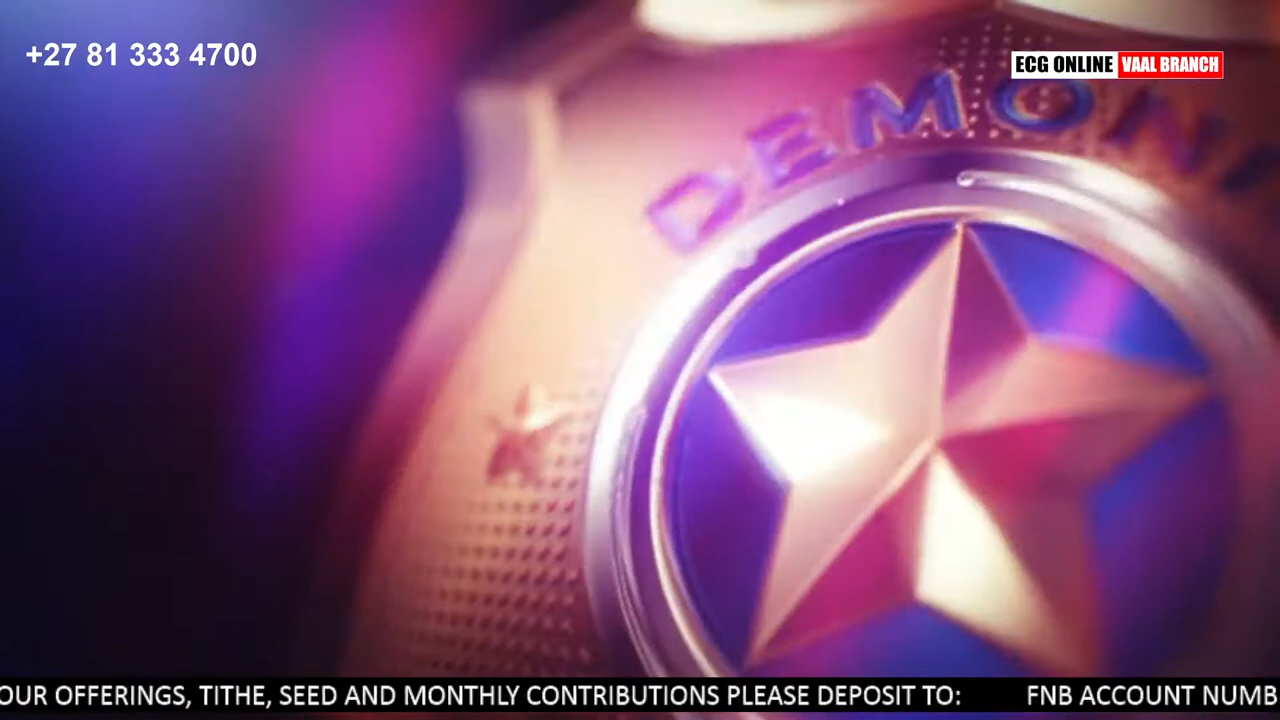 +27 81 333 4700
ECG ONLINE VAAL BRANCH
DEMON
OUR OFFERINGS, TITHE, SEED AND MONTHLY CONTRIBUTIONS PLEASE DEPOSIT TO: FNB ACCOUNT NUMB